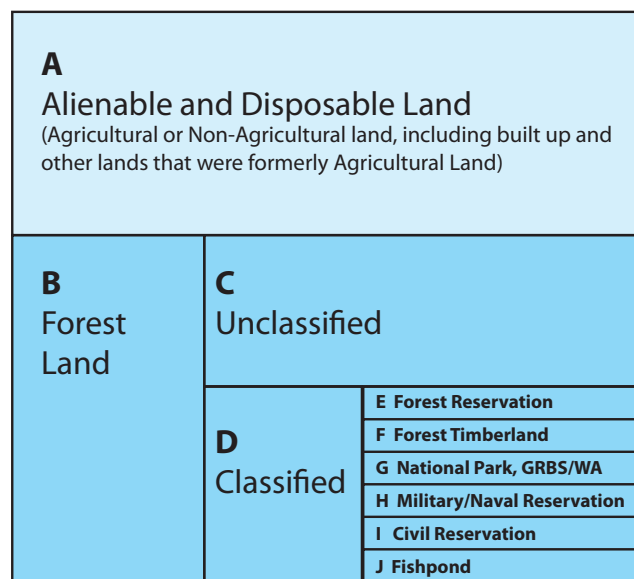 A
Alienable and Disposable Land
(Agricultural or Non-Agricultural land, including built up and
other lands that were formerly Agricultural Land)
B
Forest
Land
C
Unclassified
D
Classified
E Forest Reservation
F Forest Timberland
G National Park, GRBS/WA
H Military/Naval Reservation
I Civil Reservation
J Fishpond